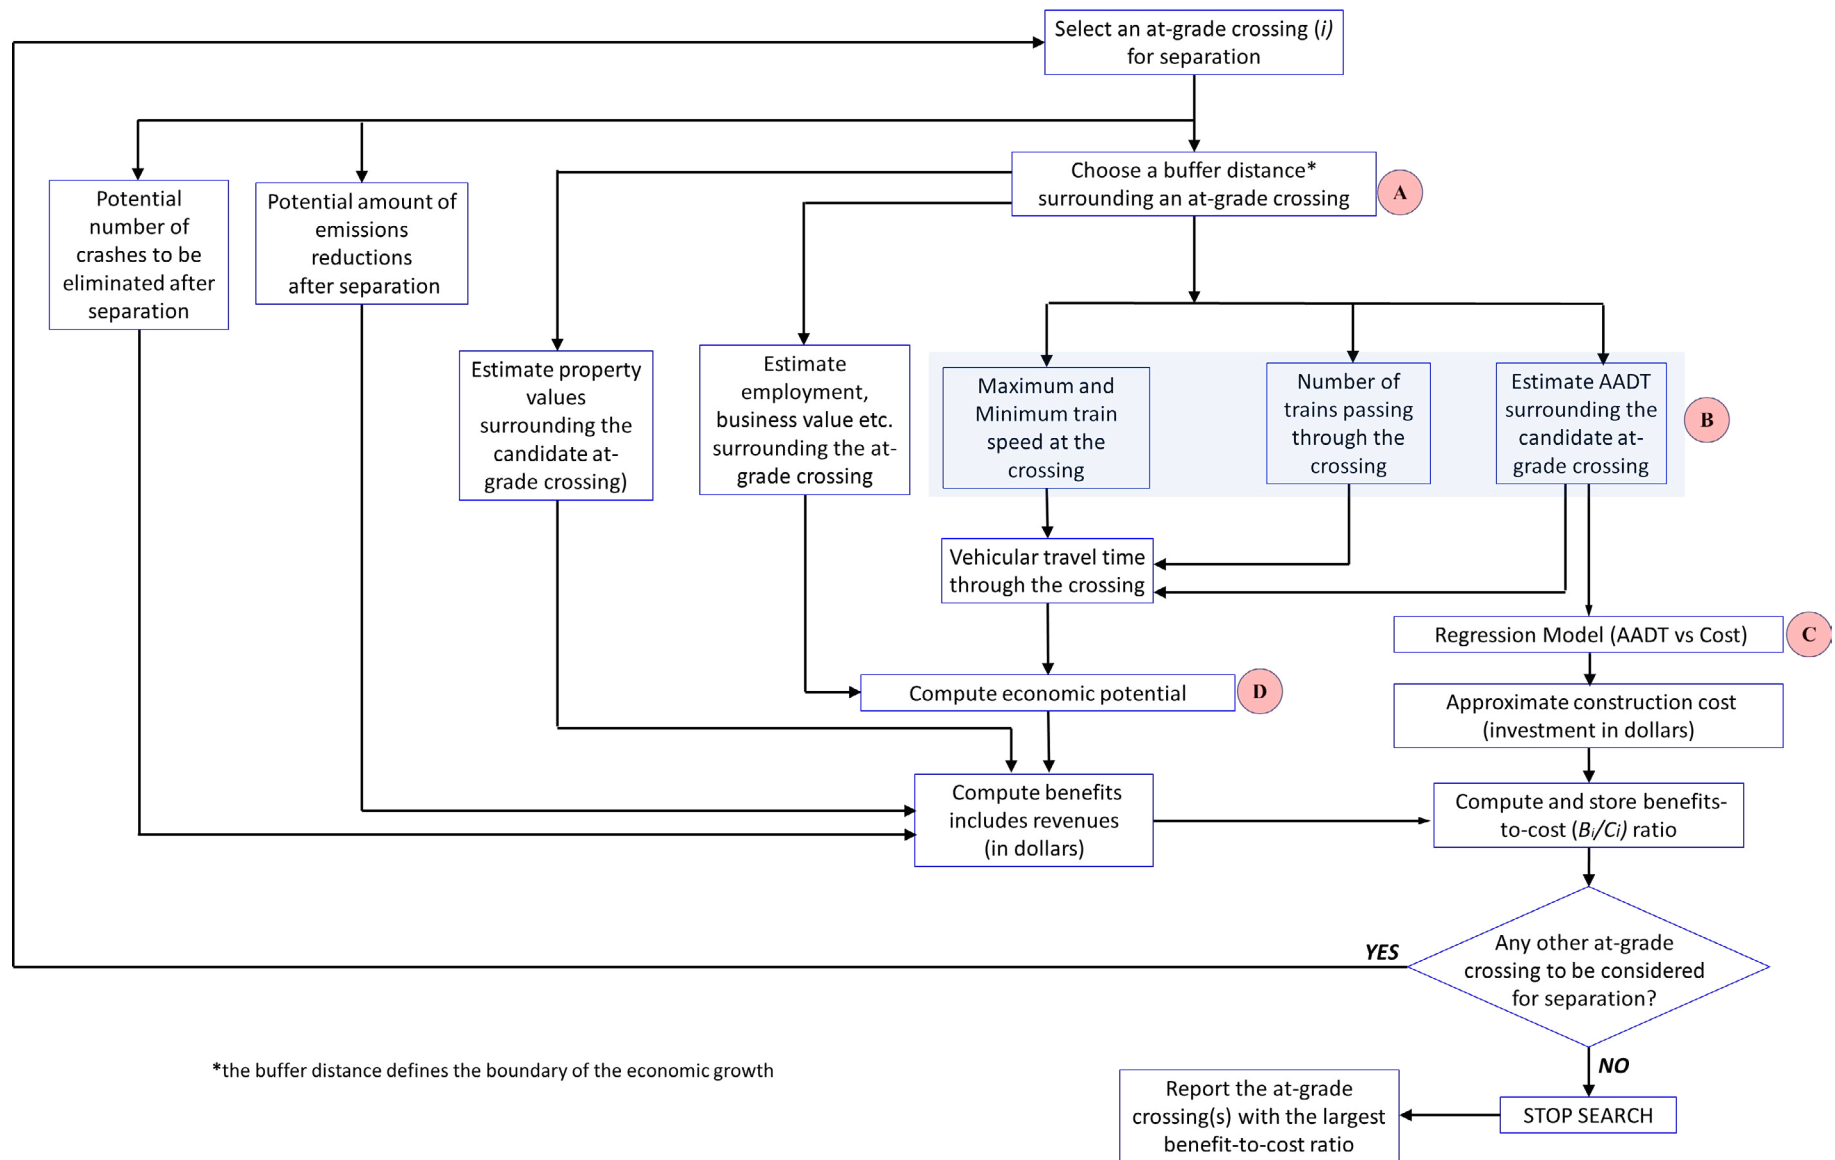 Select an at-grade crossing (i)
for separation
Choose a buffer distance*
surrounding an at-grade crossing
A
Potential
number of
crashes to be
eliminated after
separation
Potential amount of
emissions
reductions
after separation
Estimate property
values
surrounding the
candidate at-
grade crossing)
Estimate
employment,
business value etc.
surrounding the at-
grade crossing
Maximum and
Minimum train
speed at the
crossing
Number of
trains passing
through the
crossing
Estimate AADT
surrounding the
candidate at-
grade crossing
B
Vehicular travel time
through the crossing
Regression Model (AADT vs Cost)
C
Compute economic potential
D
Approximate construction cost
(investment in dollars)
Compute benefits
includes revenues
(in dollars)
Compute and store benefits-
to-cost (Bi/Ci) ratio
YES
Any other at-grade
crossing to be considered
for separation?
NO
*the buffer distance defines the boundary of the economic growth
Report the at-grade
crossing(s) with the largest
benefit-to-cost ratio
STOP SEARCH